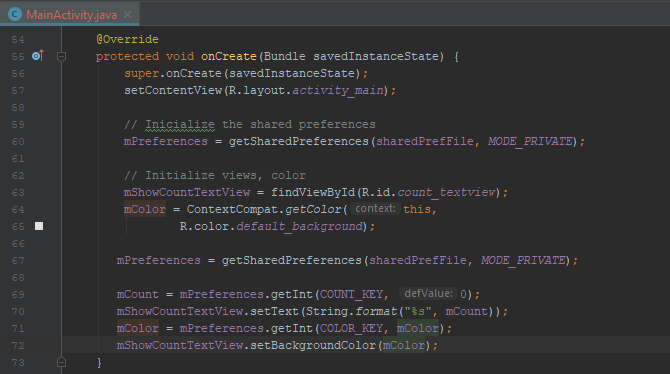 MainActivity.java
54 @Override
55 protected void onCreate(Bundle savedInstanceState) {
56 super.onCreate(savedInstanceState);
57 setContentView(R.layout.activity_main);
58
59 // Inicialize the shared preferences
60 mPreferences = getSharedPreferences(sharedPrefFile, MODE_PRIVATE);
61
62 // Initialize views, color
63 mShowCountTextView = findViewById(R.id.count_textview);
64 mColor = ContextCompat.getColor( context: this,
65 R.color.default_background);
66
67 mPreferences = getSharedPreferences(sharedPrefFile, MODE_PRIVATE);
68
69 mCount = mPreferences.getInt(COUNT_KEY, defValue: 0);
70 mShowCountTextView.setText(String.format("%s", mCount));
71 mColor = mPreferences.getInt(COLOR_KEY, mColor);
72 mShowCountTextView.setBackgroundColor(mColor);
73 }